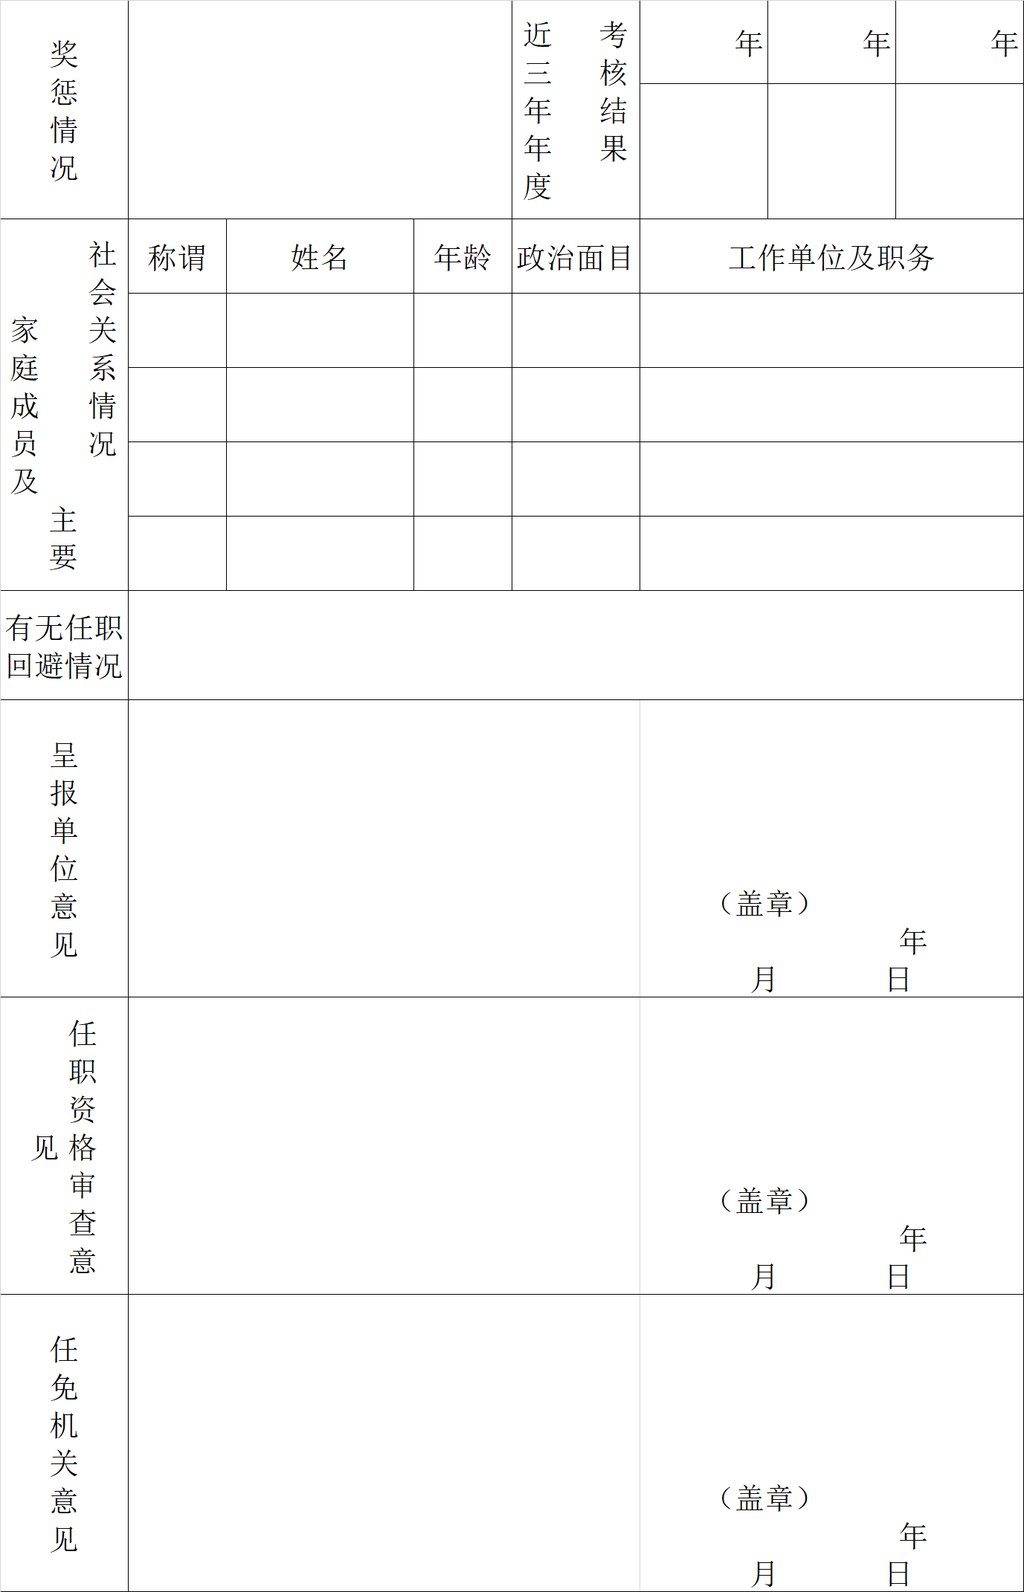 奖惩情况
近三年年度
考核结果
年
年
年
家庭成员及
主要
社会关系情况
称谓
姓名
年龄
政治面目
工作单位及职务
有无任职
回避情况
呈报单位意见
（盖章）
年
月 日
任职资格审查意
见
（盖章）
年
月 日
任免机关意见
（盖章）
年
月 日